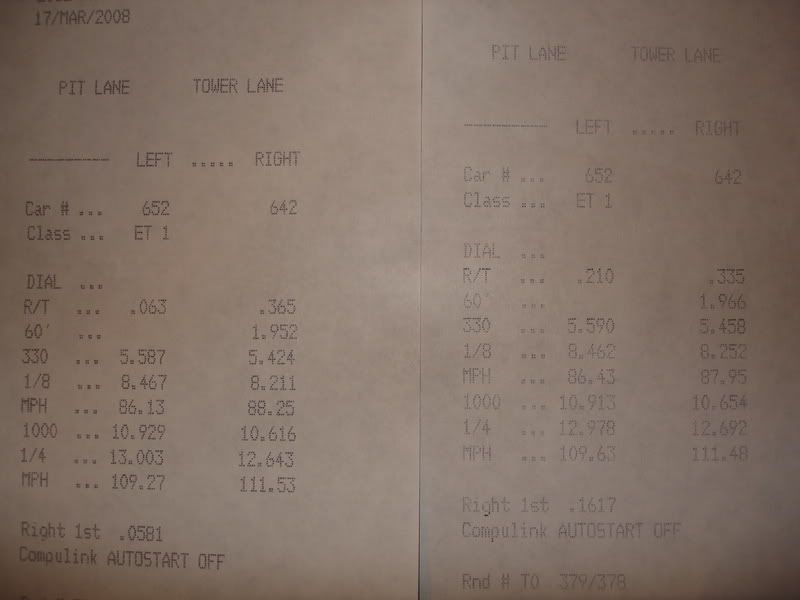 17/MAR/2008
PIT LANE TOWER LANE
---------- LEFT ..... RIGHT
Car # ... 652 642
Class ... ET 1
DIAL ...
R/T ... .063 .365
60' ... 1.952
330 ... 5.587 5.424
1/8 ... 8.467 8.211
MPH ... 86.13 88.25
1000 ... 10.929 10.616
1/4 ... 13.003 12.643
MPH ... 109.27 111.53
Right 1st .0581
Compulink AUTOSTART OFF
PIT LANE TOWER LANE
---------- LEFT ..... RIGHT
Car # ... 652 642
Class ... ET 1
DIAL ...
R/T ... .210 .335
60' ... 1.966
330 ... 5.590 5.458
1/8 ... 8.462 8.252
MPH ... 86.43 87.95
1000 ... 10.913 10.654
1/4 ... 12.978 12.692
MPH ... 109.63 111.48
Right 1st .1617
Compulink AUTOSTART OFF
Rnd # TO 379/378